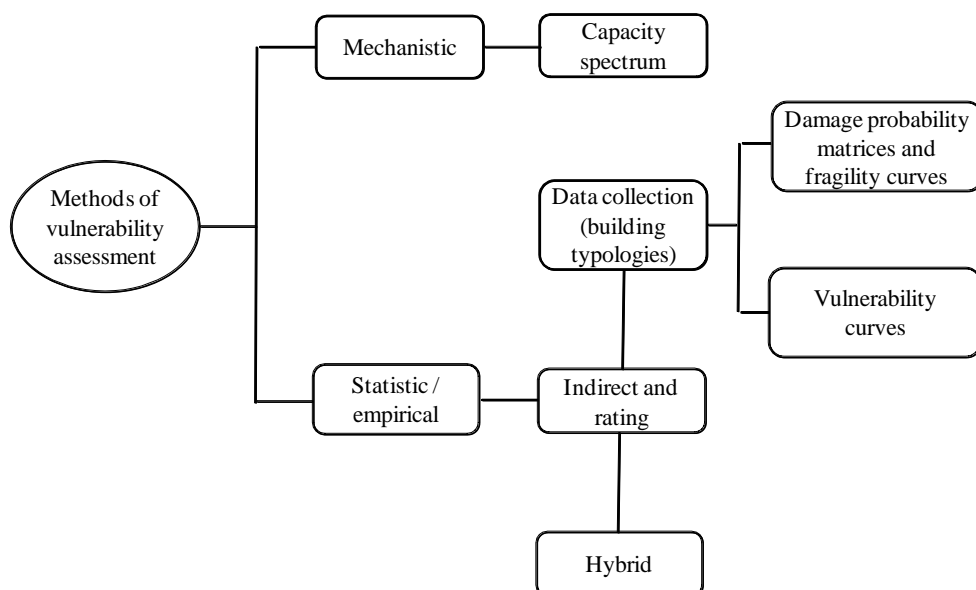 Mechanistic
Capacity
spectrum
Damage probability
matrices and
fragility curves
Methods of
vulnerability
assessment
Data collection
(building
typologies)
Vulnerability
curves
Statistic /
empirical
Indirect and
rating
Hybrid